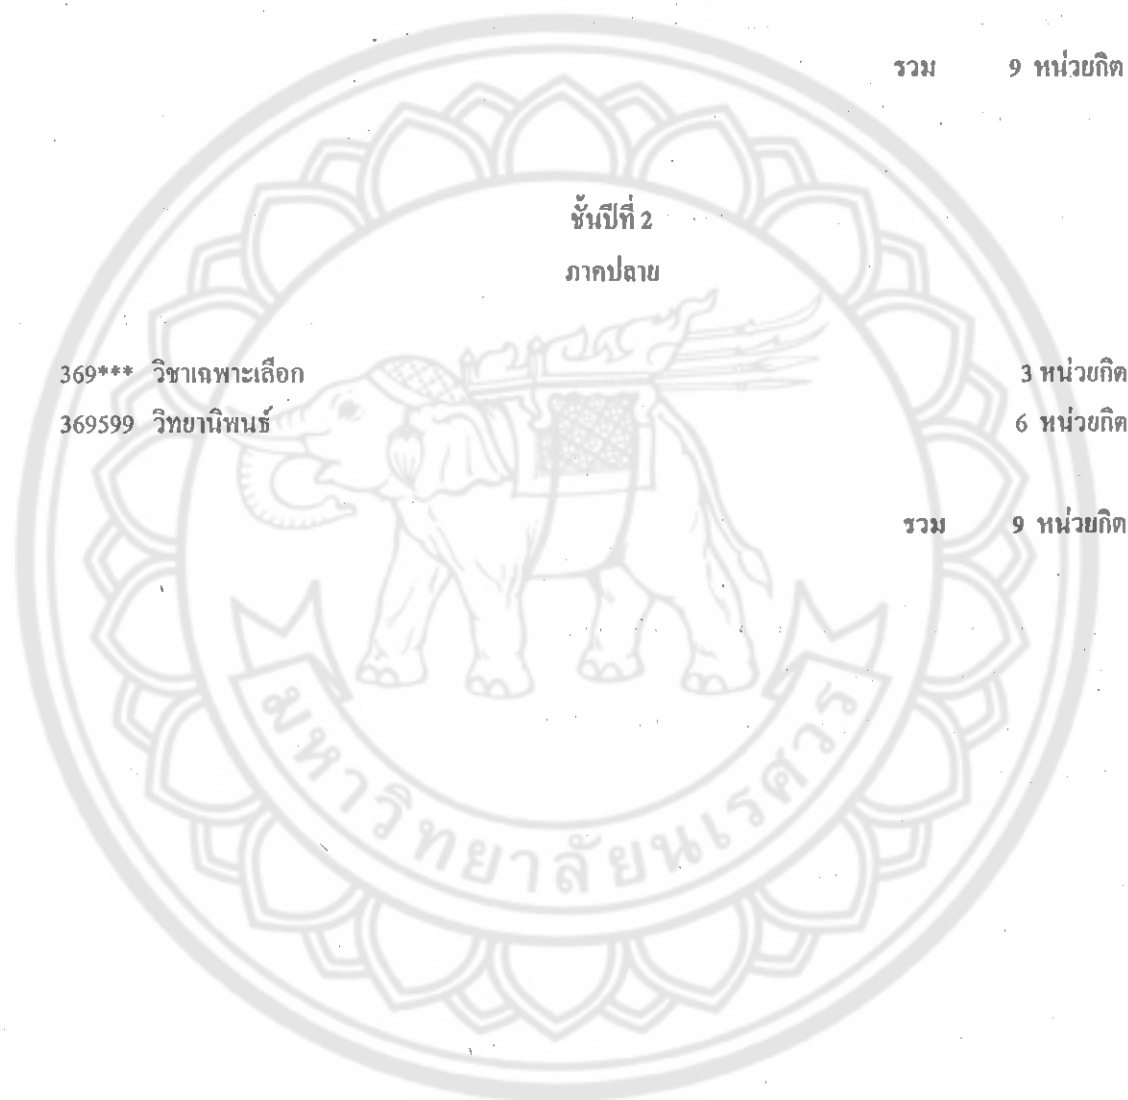 รวม 9 หน่วยกิต
ชั้นปีที่ 2
ภาคปลาย
369*** วิชาเฉพาะเลือก 3 หน่วยกิต
369599 วิทยานิพนธ์ 6 หน่วยกิต
รวม 9 หน่วยกิต
มหาวิทยาลัยนเรศวร